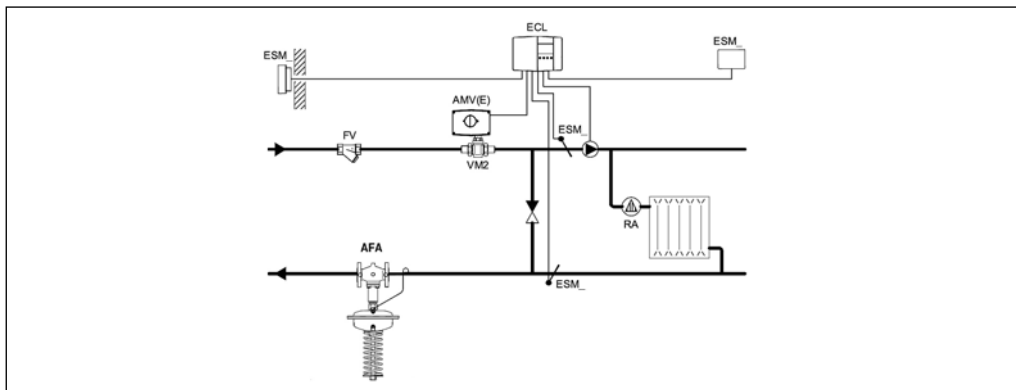 ECL
ESM_
ESM_
AMV(E)
ESM_
FV
VM2
RA
AFA
ESM_